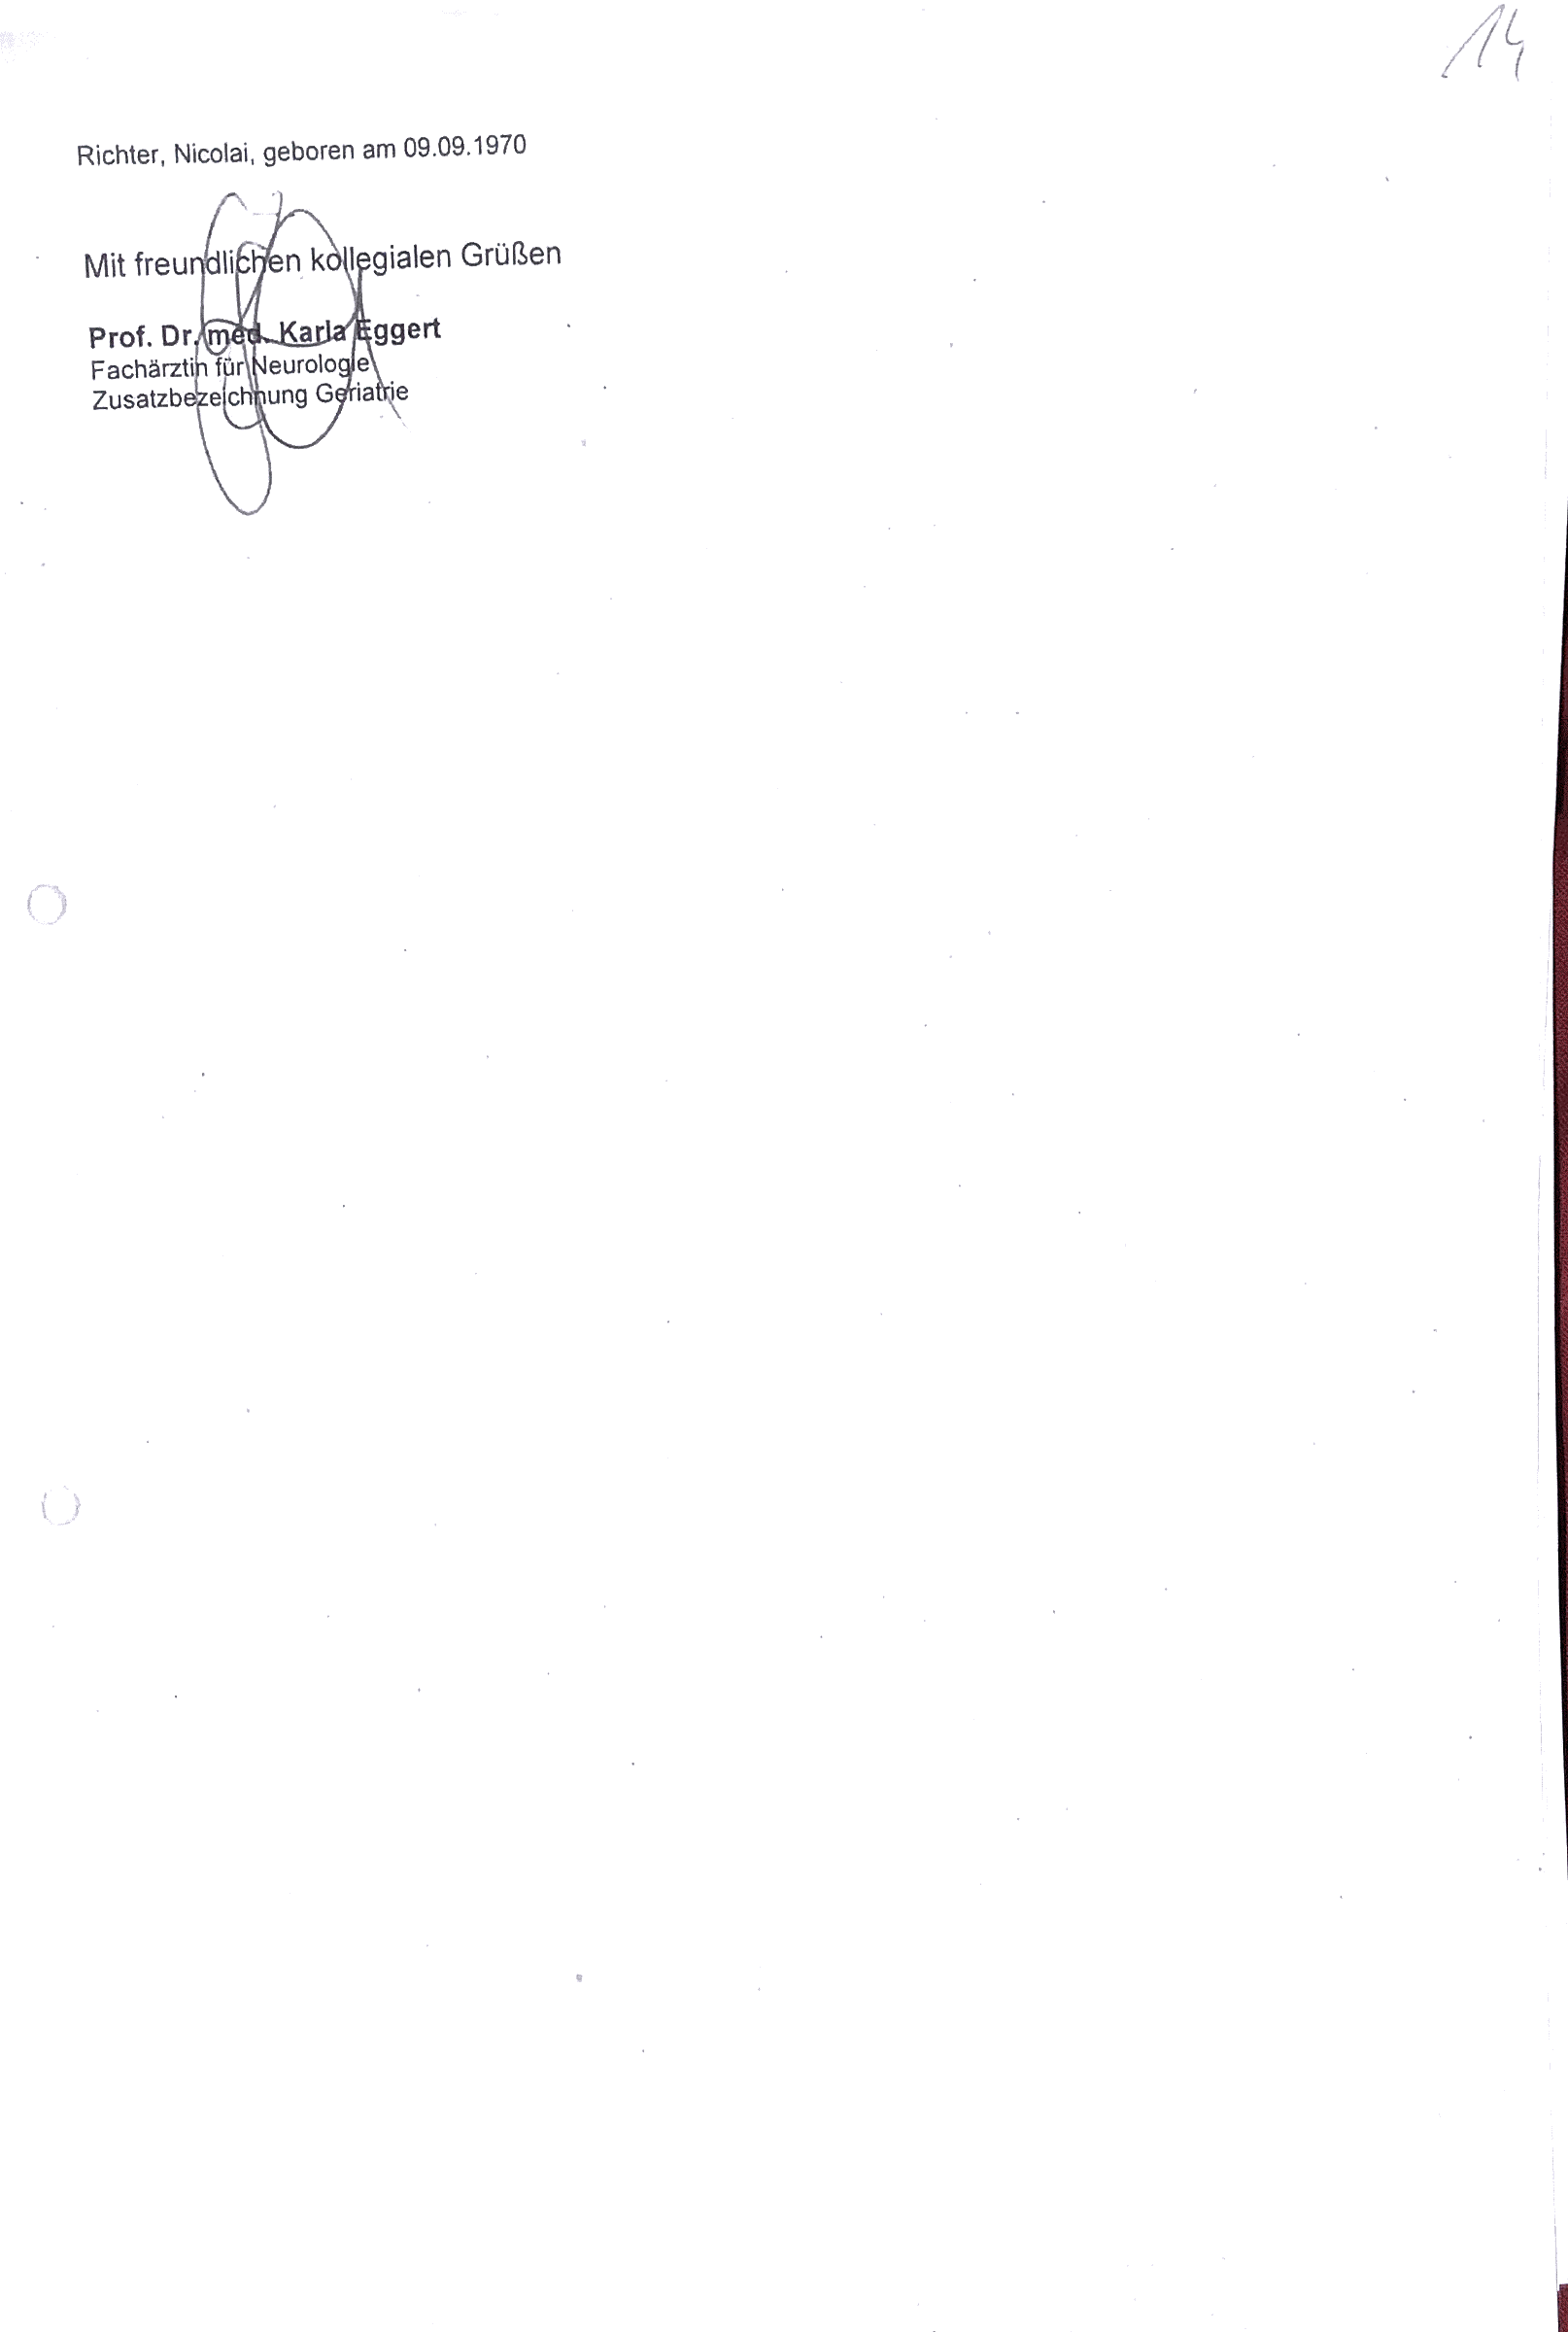 14
Richter, Nicolai, geboren am 09.09.1970
Mit freundlichen kollegialen Grüßen
Prof. Dr. med. Karla Eggert
Fachärztin für Neurologie
Zusatzbezeichnung Geriatrie